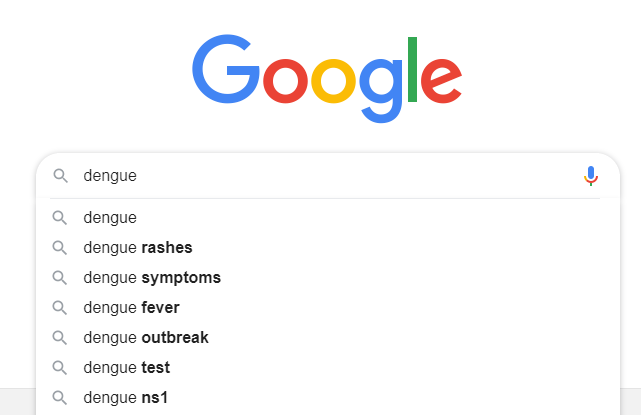 Google
dengue
dengue
dengue rashes
dengue symptoms
dengue fever
dengue outbreak
dengue test
dengue ns1